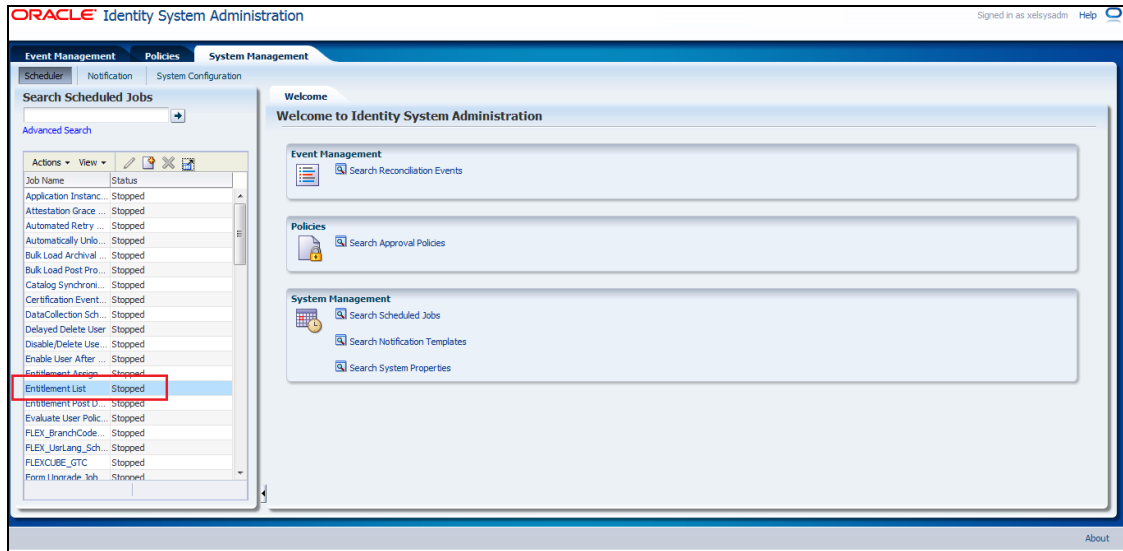 ORACLE Identity System Administration
Signed in as xelsysadm Help
Event Management Policies System Management
Scheduler Notification System Configuration
Search Scheduled Jobs
Advanced Search
Actions View
Job Name Status
Application Instanc... Stopped
Attestation Grace ... Stopped
Automated Retry ... Stopped
Automatically Unlo... Stopped
Bulk Load Archival ... Stopped
Bulk Load Post Pro... Stopped
Catalog Synchroni... Stopped
Certification Event... Stopped
DataCollection Sch... Stopped
Delayed Delete User Stopped
Disable/Delete Use... Stopped
Enable User After ... Stopped
Entitlement Assign... Stopped
Entitlement List Stopped
Entitlement Post D... Stopped
Evaluate User Polic... Stopped
FLEX_BranchCode... Stopped
FLEX_UsrLang_Sch... Stopped
FLEXCUBE_GTC Stopped
Form Upgrade Job Stopped
Welcome
Welcome to Identity System Administration
Event Management
Search Reconciliation Events
Policies
Search Approval Policies
System Management
Search Scheduled Jobs
Search Notification Templates
Search System Properties
About